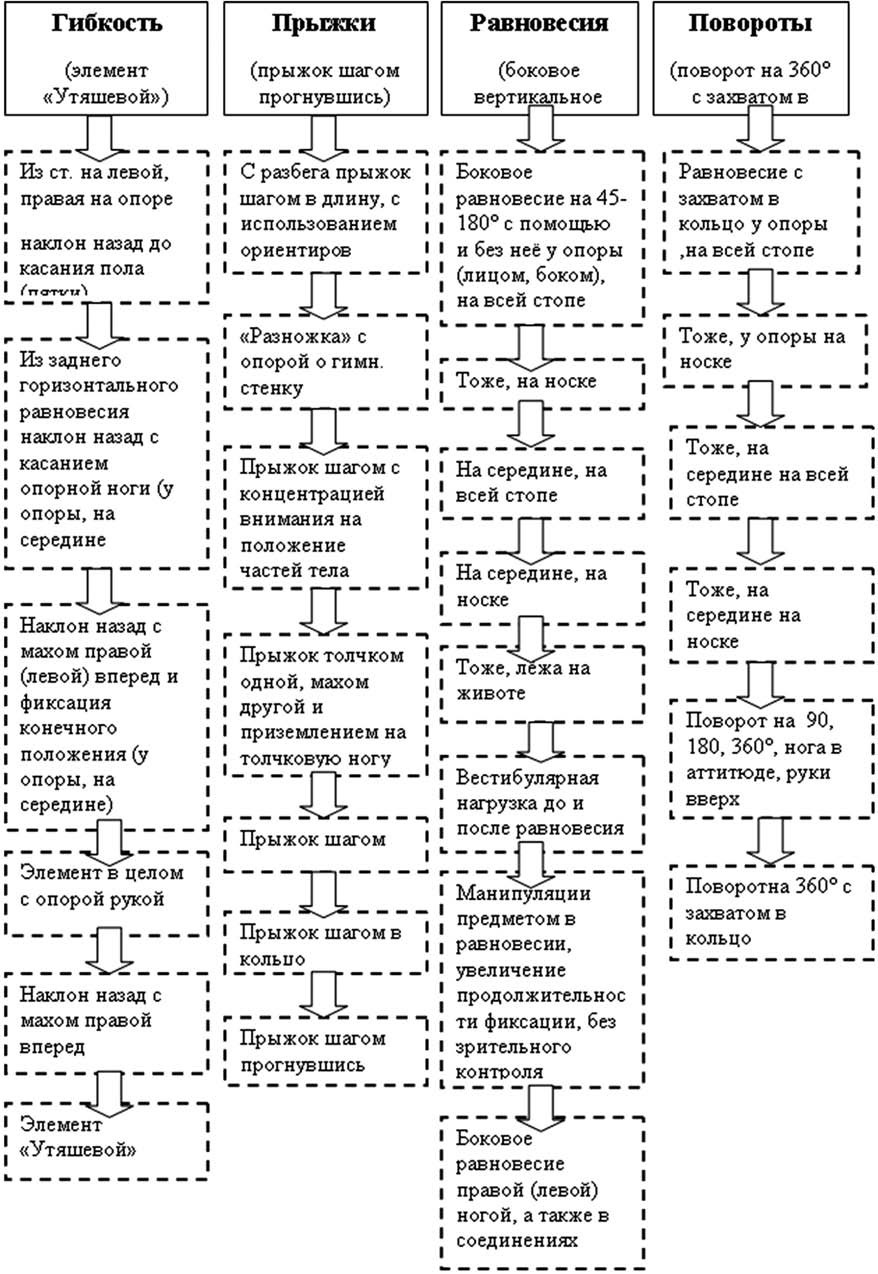 Гибкость
(элемент
«Утяшевой»)
Из ст. на левой,
правая на опоре
наклон назад до
касания пола
(пятки)
Из заднего
горизонтального
равновесия
наклон назад с
касанием
опорной ноги (у
опоры, на
середине
Наклон назад с
махом правой
(левой) вперед и
фиксация
конечного
положения (у
опоры, на
середине)
Элемент в целом
с опорой рукой
Наклон назад с
махом правой
вперед
Элемент
«Утяшевой»
Прыжки
(прыжок шагом
прогнувшись)
С разбега прыжок
шагом в длину, с
использованием
ориентиров
«Разножка» с
опорой о гимн.
стенку
Прыжок шагом с
концентрацией
внимания на
положение
частей тела
Прыжок толчком
одной, махом
другой и
приземлением на
толчковую ногу
Прыжок шагом
Прыжок шагом в
кольцо
Прыжок шагом
прогнувшись
Равновесия
(боковое
вертикальное
Боковое
равновесие на 45-
180° с помощью
и без неё у опоры
(лицом, боком),
на всей стопе
Тоже, на носке
На середине, на
всей стопе
На середине, на
носке
Тоже, лёжа на
животе
Вестибулярная
нагрузка до и
после равновесия
Манипуляции
предметом в
равновесии,
увеличение
продолжительнос
ти фиксации, без
зрительного
контроля
Боковое
равновесие
правой (левой)
ногой, а также в
соединениях
Повороты
(поворот на 360°
с захватом в
Равновесие с
захватом в
кольцо у опоры
,на всей стопе
Тоже, у опоры на
носке
Тоже, на
середине на всей
стопе
Тоже, на
середине на
носке
Поворот на 90,
180, 360°, нога в
аттитюде, руки
вверх
Поворотна 360° с
захватом в
кольцо